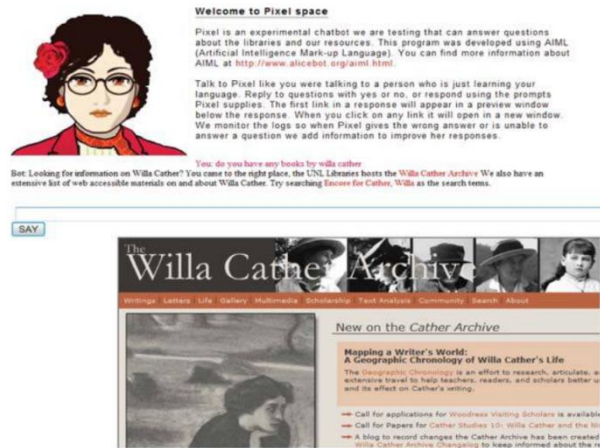 Welcome to Pixel space
Pixel is an experimental chatbot we are testing that can answer questions
about the libraries and our resources. This program was developed using AIML
(Artificial Intelligence Mark-up Language). You can find more information
about AIML at http://www.alicebot.org/aiml.html.
Talk to Pixel like you were talking to a person who is just learning your
language. Reply to questions with yes or no, or respond using the prompts
Pixel supplies. The first link in a response will appear in a preview window
below the response. When you click on any link it will open in a new window.
We monitor the logs so when Pixel gives the wrong answer or is unable to
answer a question we add information to improve her responses.
You: do you have any books by willa cather
Bot: Looking for information on Willa Cather? You came to the right place, the UNL Libraries hosts the Willa Cather Archive We also have an
extensive list of web accessible materials on and about Willa Cather. Try searching Encore for Cather, Willa as the search terms.
SAY
The
Willa Cather Archive
Writings Letters Life Gallery Multimedia Scholarship Text Analysis Community Search About
New on the Cather Archive
Mapping a Writer's World:
A Geographic Chronology of Willa Cather's Life
The Geographic Chronology is an effort to research, articulate,
extensive travel to help teachers, readers, and scholars better
and its effect on Cather's writing.
Call for applications for Woodress Visiting Scholars is available
Call for Papers for Cather Studies 10: Willa Cather and the
A blog to record changes the Cather Archive has been created
Willa Cather Archive Changelog to keep informed about the